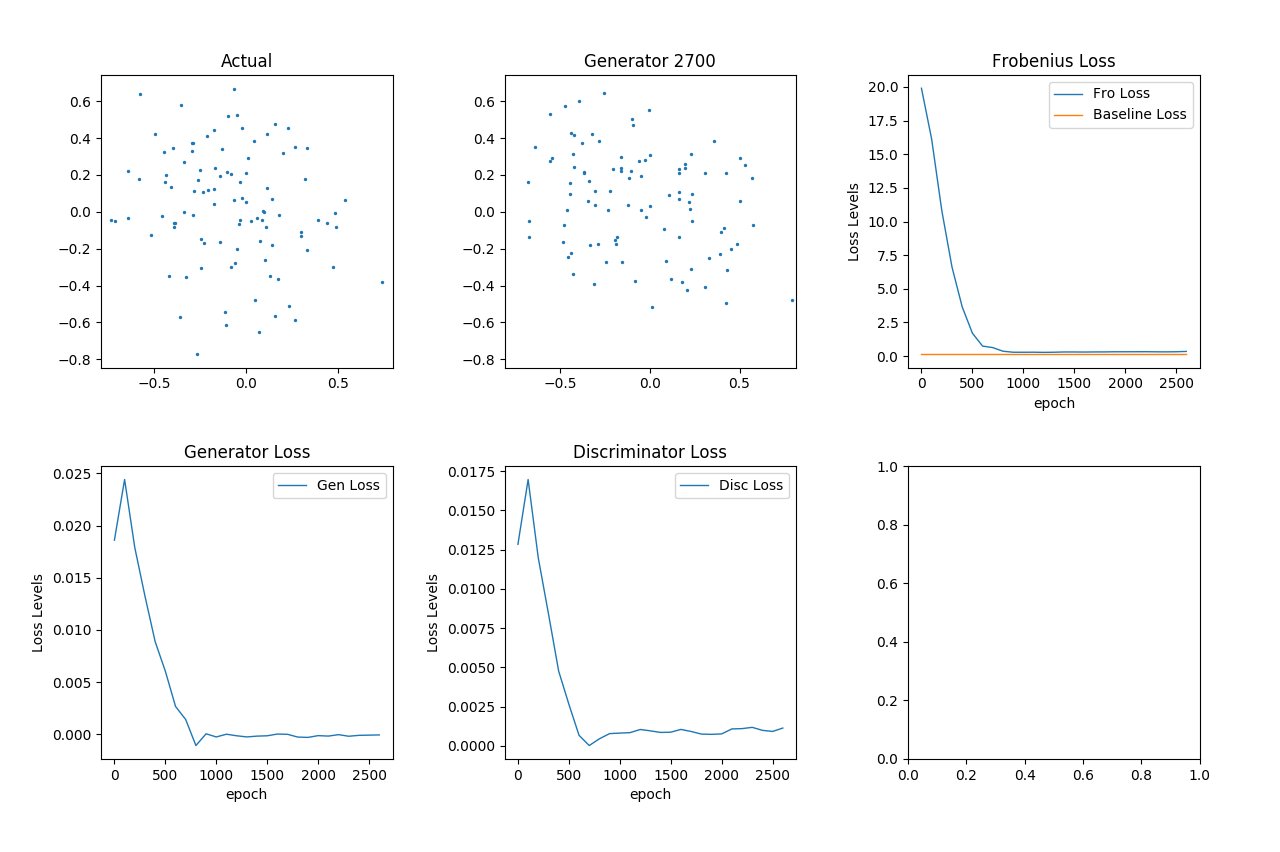 Actual
0.6
0.4
0.2
0.0
−0.2
−0.4
−0.6
−0.8
−0.5 0.0 0.5
Generator 2700
0.6
0.4
0.2
0.0
−0.2
−0.4
−0.6
−0.8
−0.5 0.0 0.5
Frobenius Loss
Fro Loss
Baseline Loss
Loss Levels
20.0
17.5
15.0
12.5
10.0
7.5
5.0
2.5
0.0
0 500 1000 1500 2000 2500
epoch
Generator Loss
Gen Loss
Loss Levels
0.025
0.020
0.015
0.010
0.005
0.000
0 500 1000 1500 2000 2500
epoch
Discriminator Loss
Disc Loss
Loss Levels
0.0175
0.0150
0.0125
0.0100
0.0075
0.0050
0.0025
0.0000
0 500 1000 1500 2000 2500
epoch
1.0
0.8
0.6
0.4
0.2
0.0
0.0 0.2 0.4 0.6 0.8 1.0